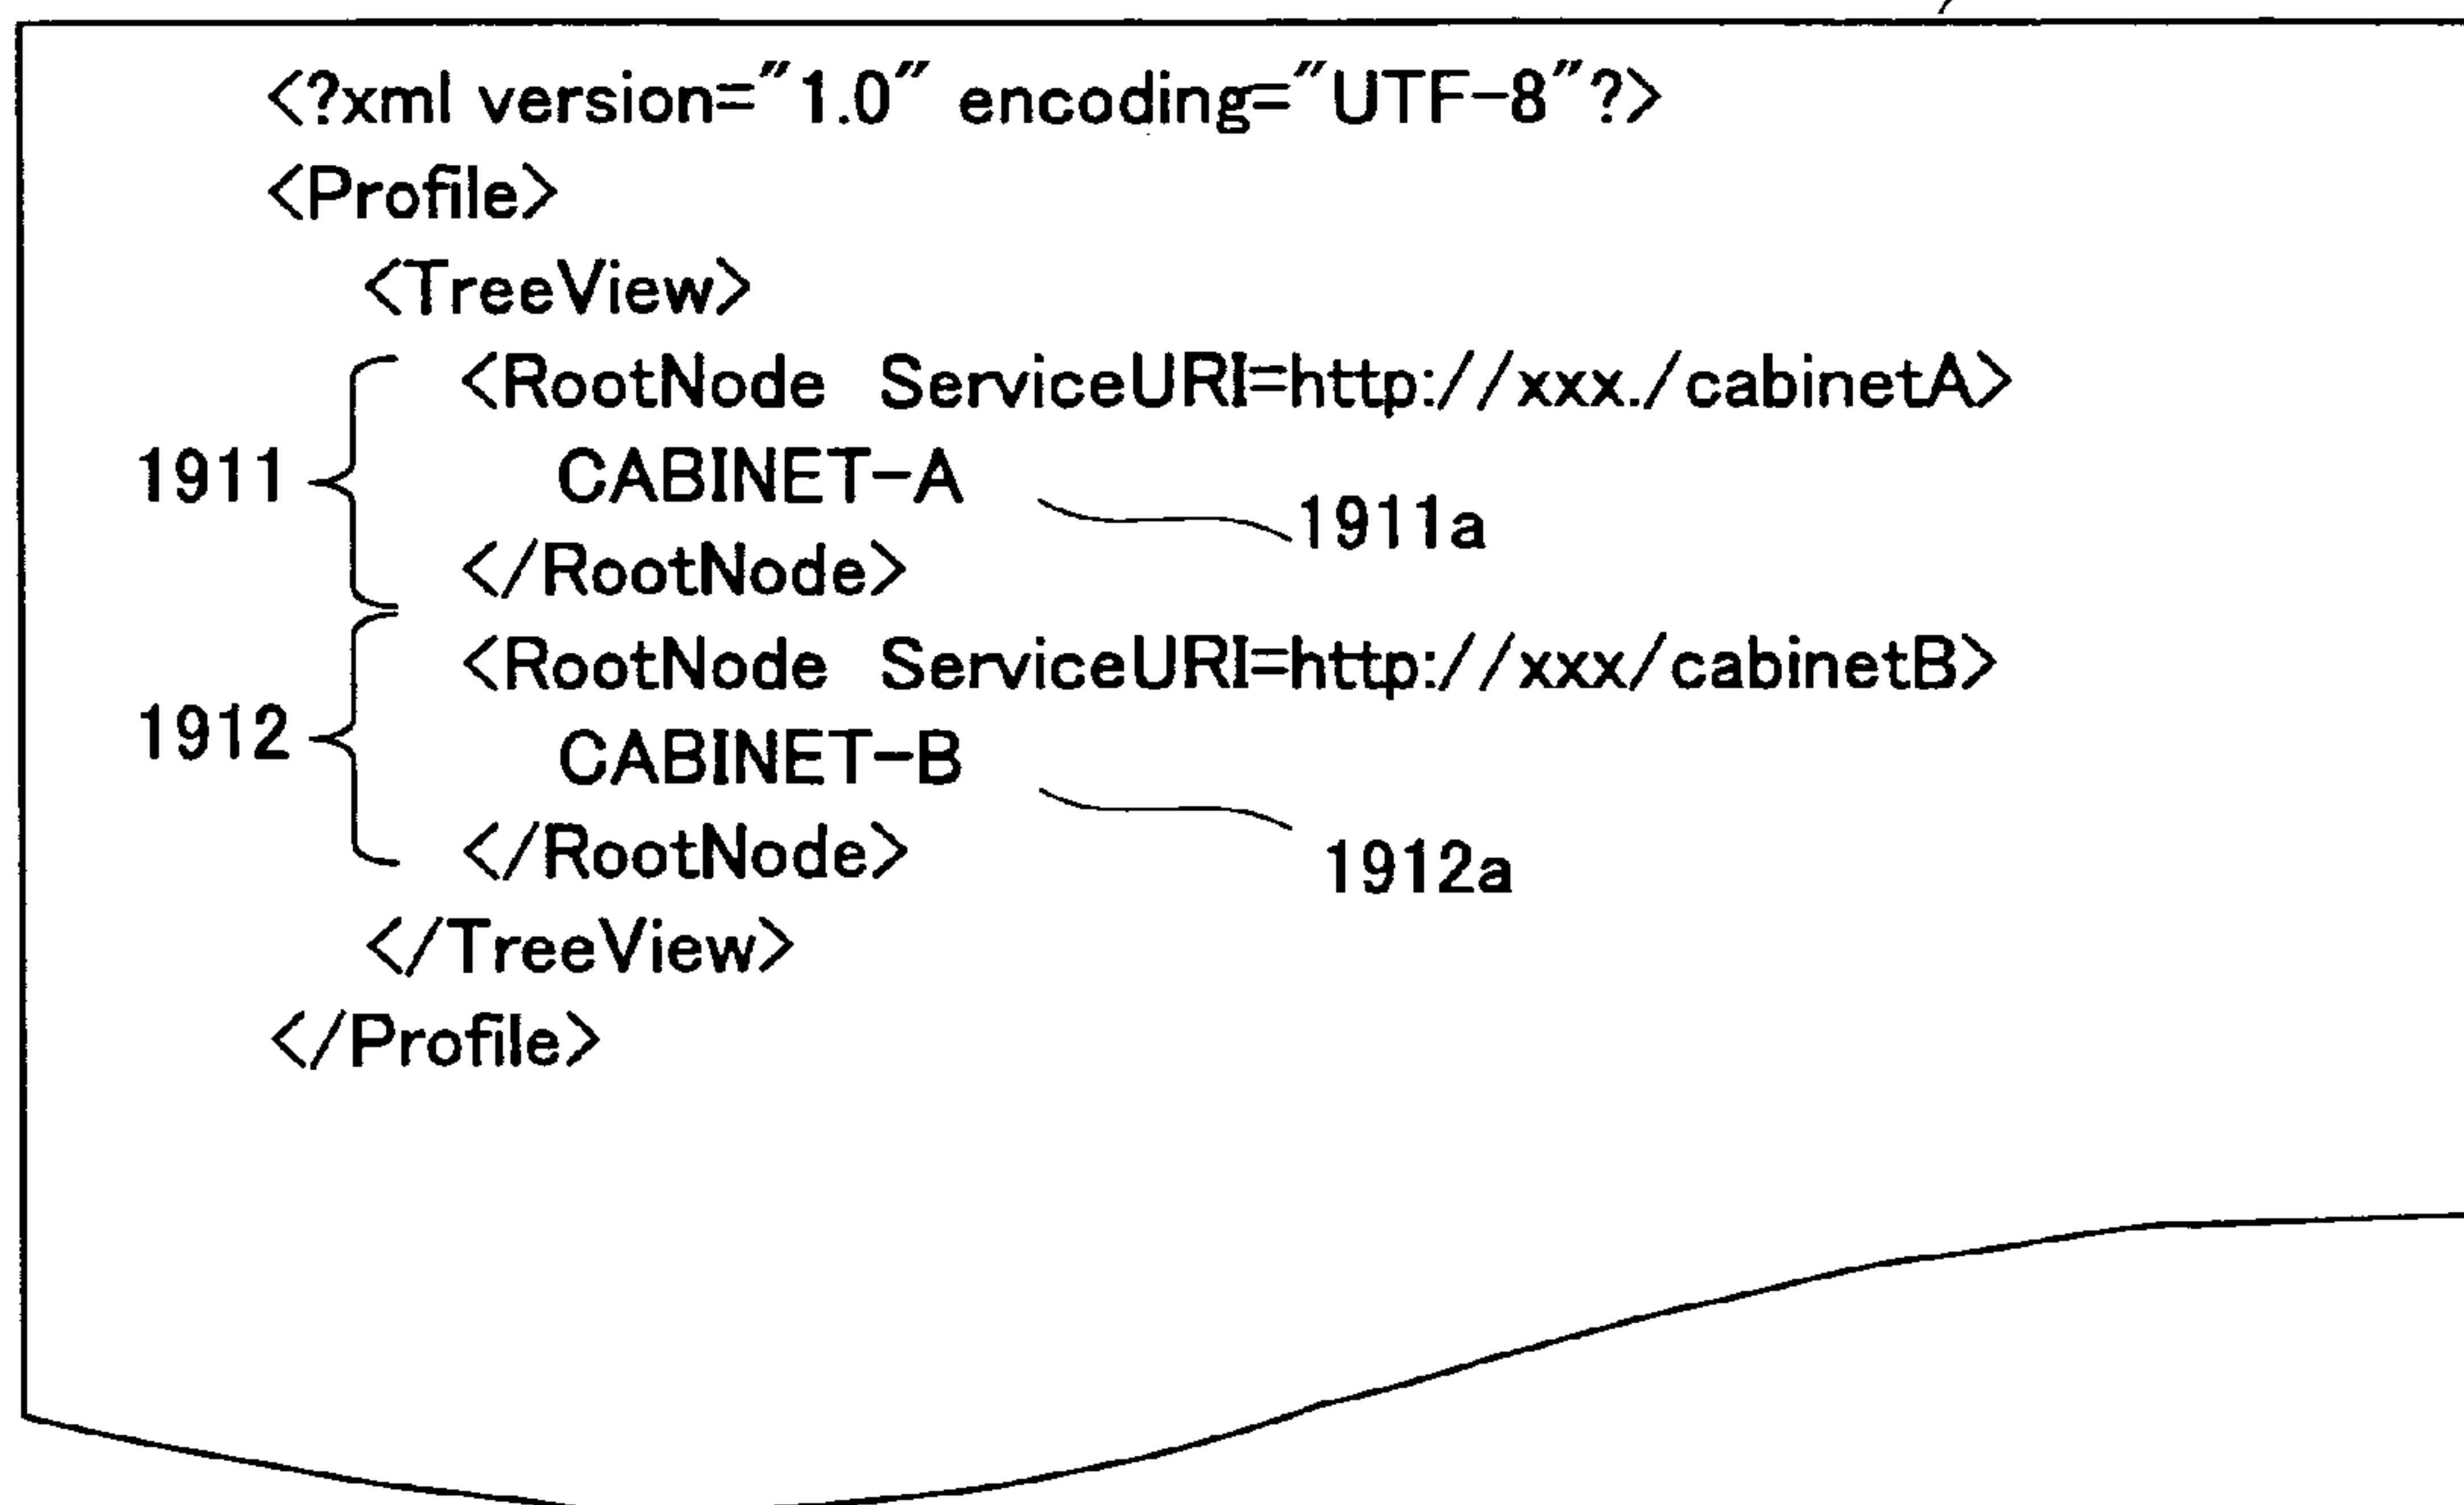 <?xml version="1.0" encoding="UTF-8"?>
<Profile>
<TreeView>
<RootNode ServiceURI=http://xxx./cabinetA>
1911 CABINET-A 1911a
</RootNode>
<RootNode ServiceURI=http://xxx/cabinetB>
1912 CABINET-B
</RootNode> 1912a
</TreeView>
</Profile>